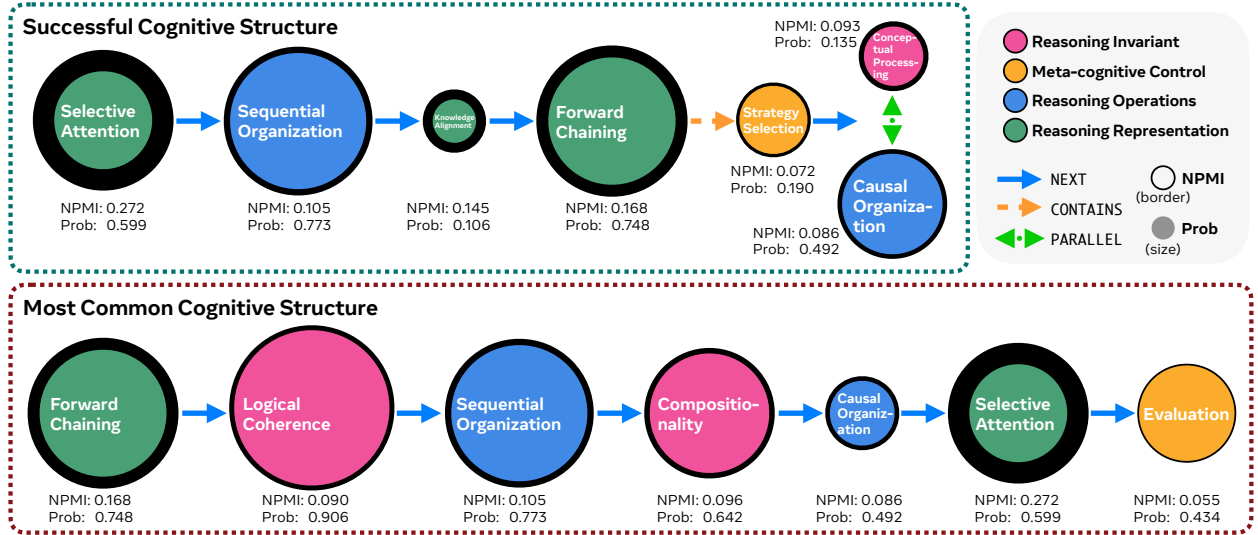 Successful Cognitive Structure
Selective
Attention
NPMI: 0.272
Prob: 0.599
Sequential
Organization
NPMI: 0.105
Prob: 0.773
Knowledge
Alignment
NPMI: 0.145
Prob: 0.106
Forward
Chaining
NPMI: 0.168
Prob: 0.748
Strategy
Selection
NPMI: 0.072
Prob: 0.190
NPMI: 0.093
Prob: 0.135
Concep-
tual
Process-
ing
Causal
Organiza-
tion
NPMI: 0.086
Prob: 0.492
Reasoning Invariant
Meta-cognitive Control
Reasoning Operations
Reasoning Representation
NEXT
CONTAINS
PARALLEL
NPMI
(border)
Prob
(size)
Most Common Cognitive Structure
Forward
Chaining
NPMI: 0.168
Prob: 0.748
Logical
Coherence
NPMI: 0.090
Prob: 0.906
Sequential
Organization
NPMI: 0.105
Prob: 0.773
Compositio-
nality
NPMI: 0.096
Prob: 0.642
Causal
Organiz-
ation
NPMI: 0.086
Prob: 0.492
Selective
Attention
NPMI: 0.272
Prob: 0.599
Evaluation
NPMI: 0.055
Prob: 0.434